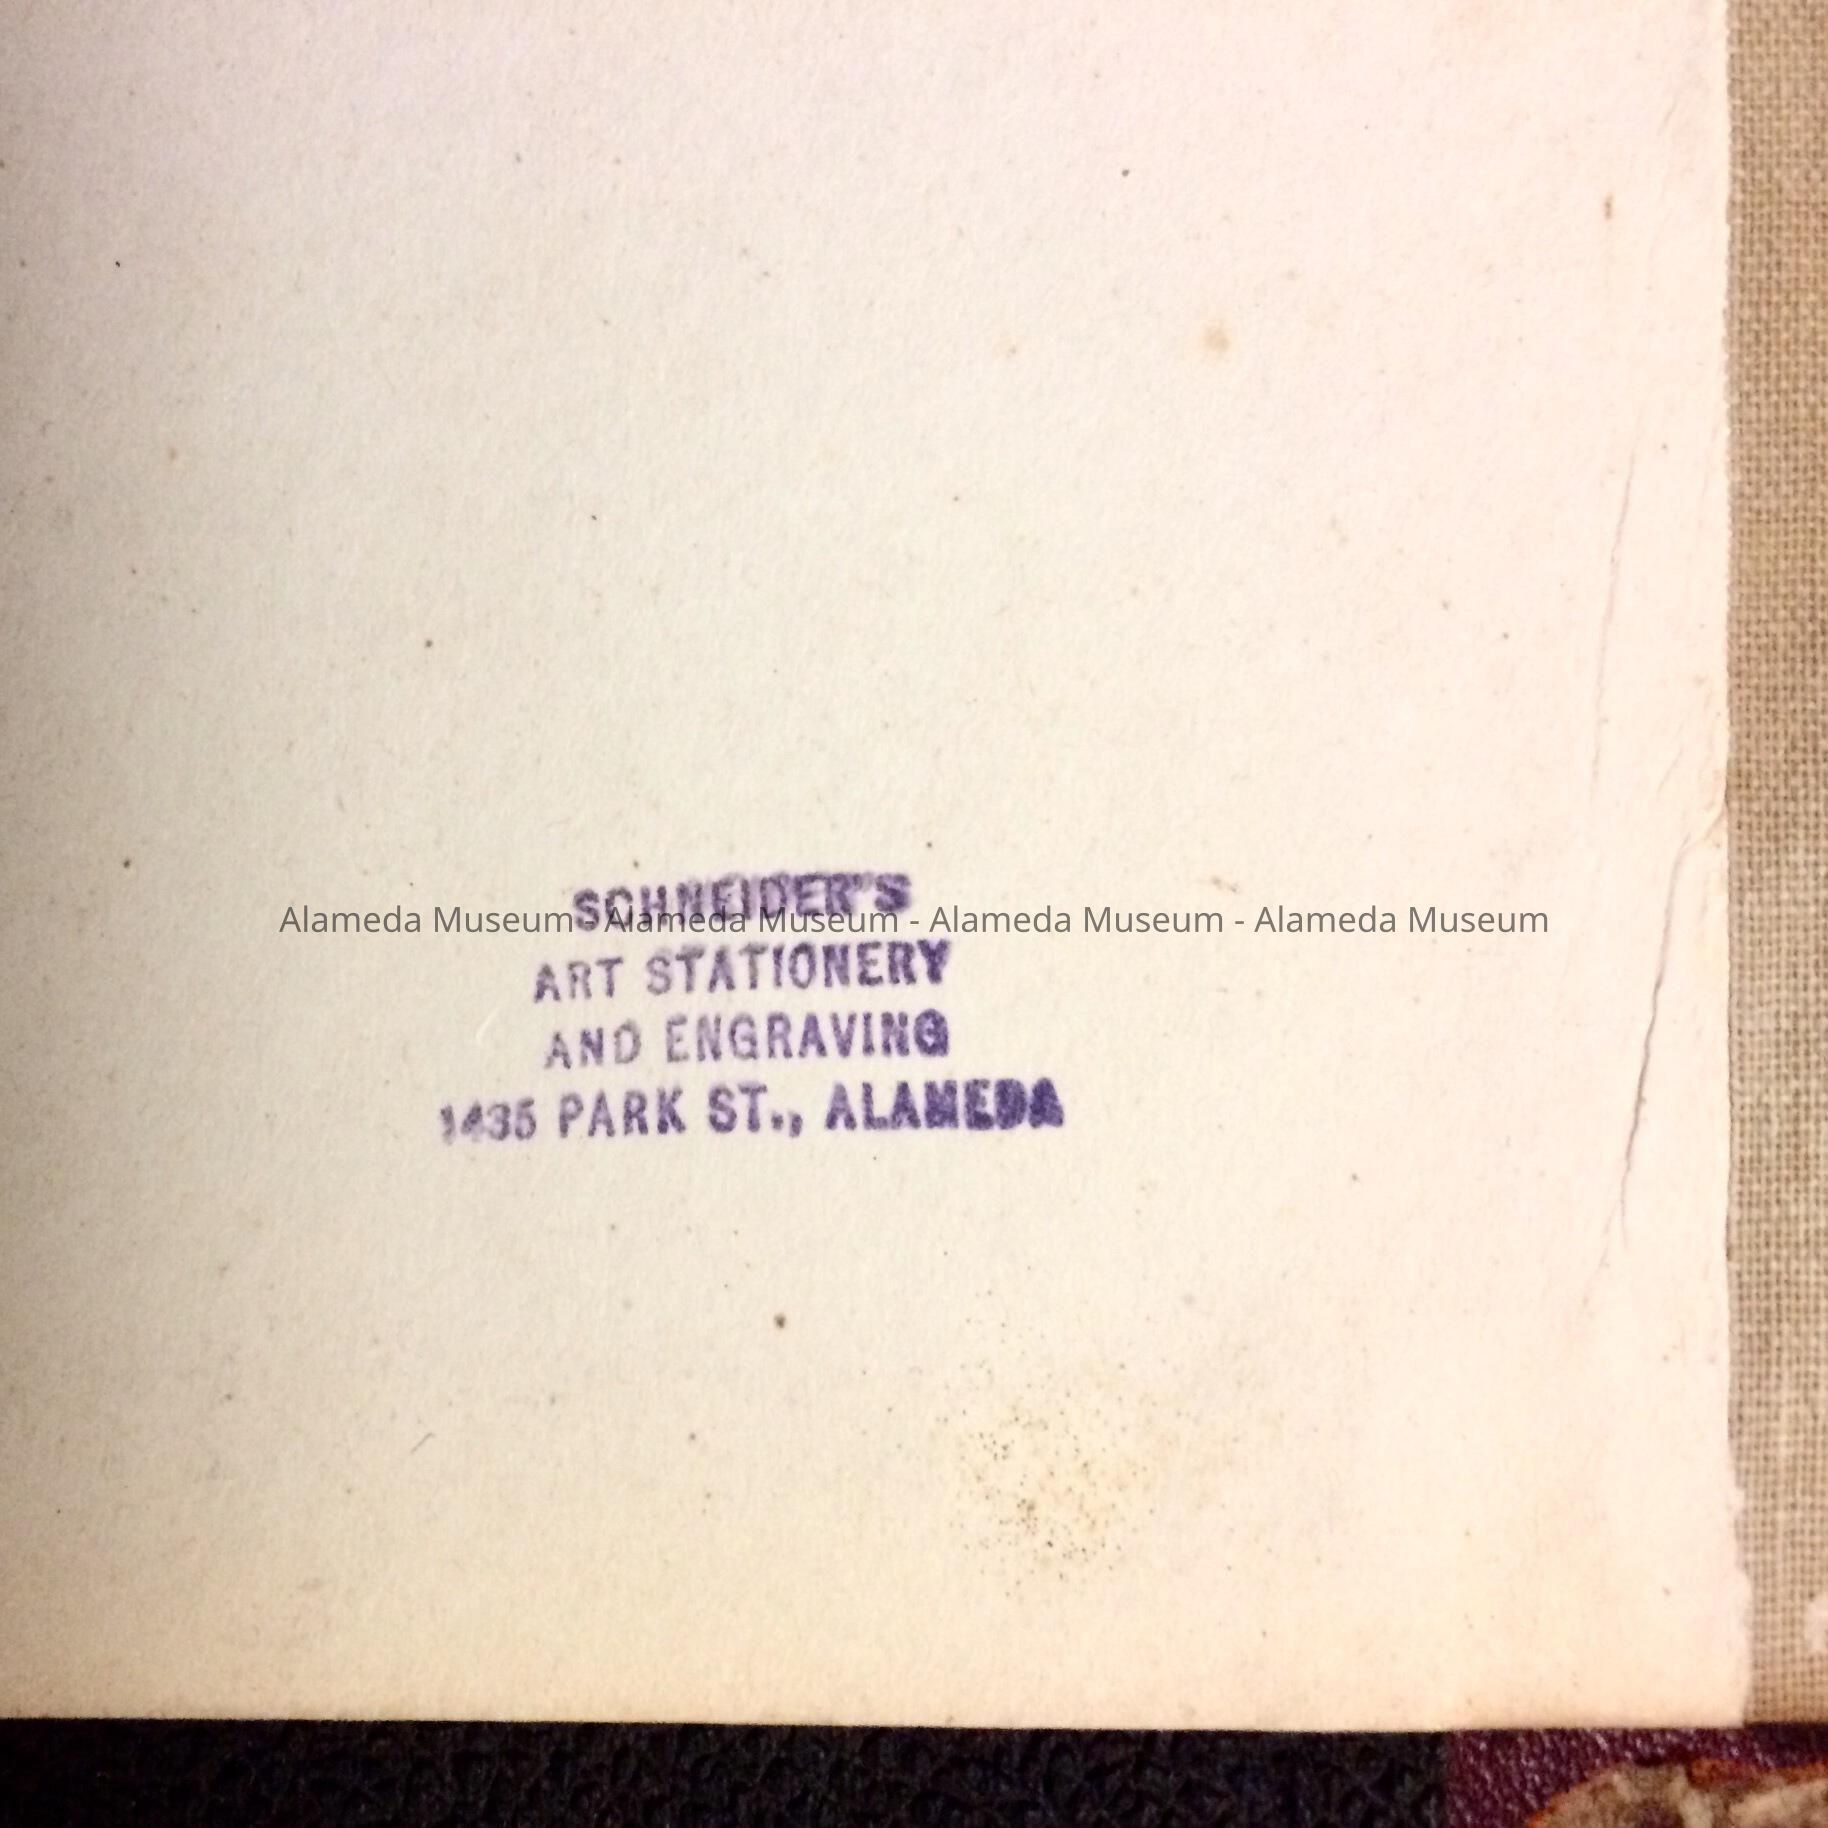 SCHNEIDER'S
Alameda Museum - Alameda Museum - Alameda Museum - Alameda Museum
ART STATIONERY
AND ENGRAVING
1435 PARK ST., ALAMEDA